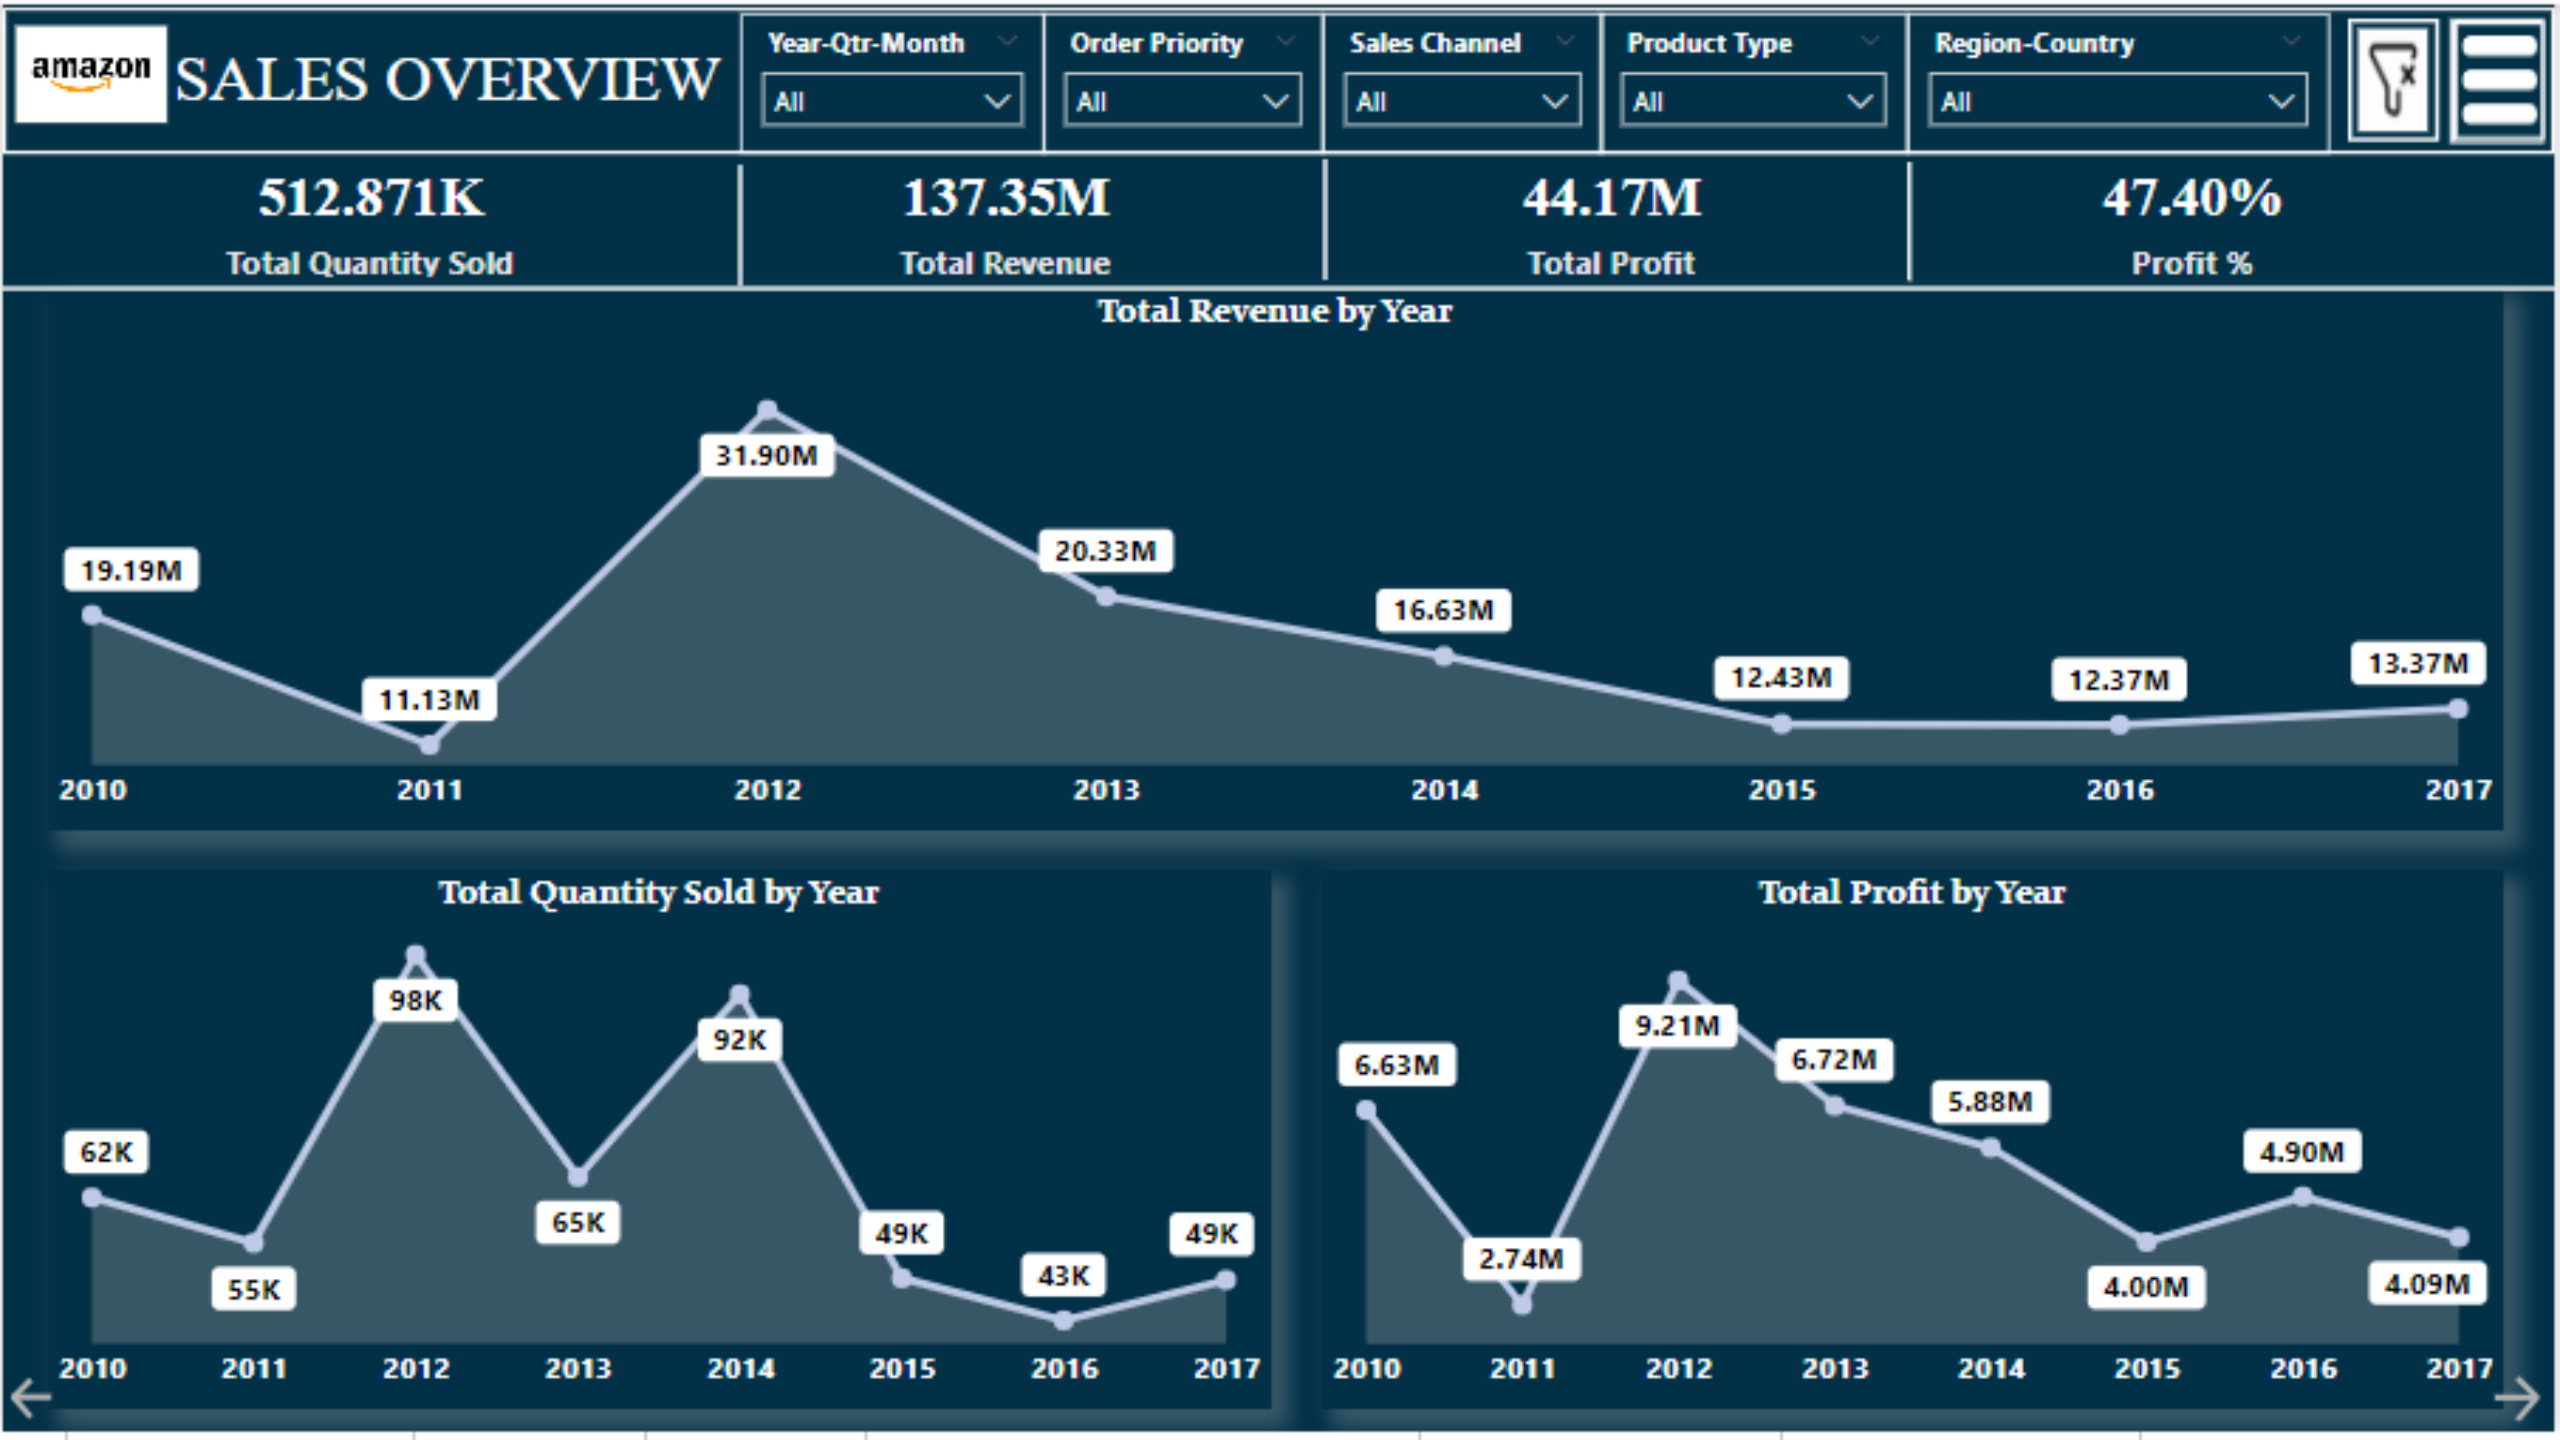 amazon
SALES OVERVIEW
Year-Qtr-Month
All
Order Priority
All
Sales Channel
All
Product Type
All
Region-Country
All
512.871K
Total Quantity Sold
137.35M
Total Revenue
44.17M
Total Profit
47.40%
Profit %
Total Revenue by Year
19.19M
11.13M
31.90M
20.33M
16.63M
12.43M
12.37M
13.37M
2010 2011 2012 2013 2014 2015 2016 2017
Total Quantity Sold by Year
62K
55K
98K
65K
92K
49K
43K
49K
2010 2011 2012 2013 2014 2015 2016 2017
Total Profit by Year
6.63M
2.74M
9.21M
6.72M
5.88M
4.00M
4.90M
4.09M
2010 2011 2012 2013 2014 2015 2016 2017